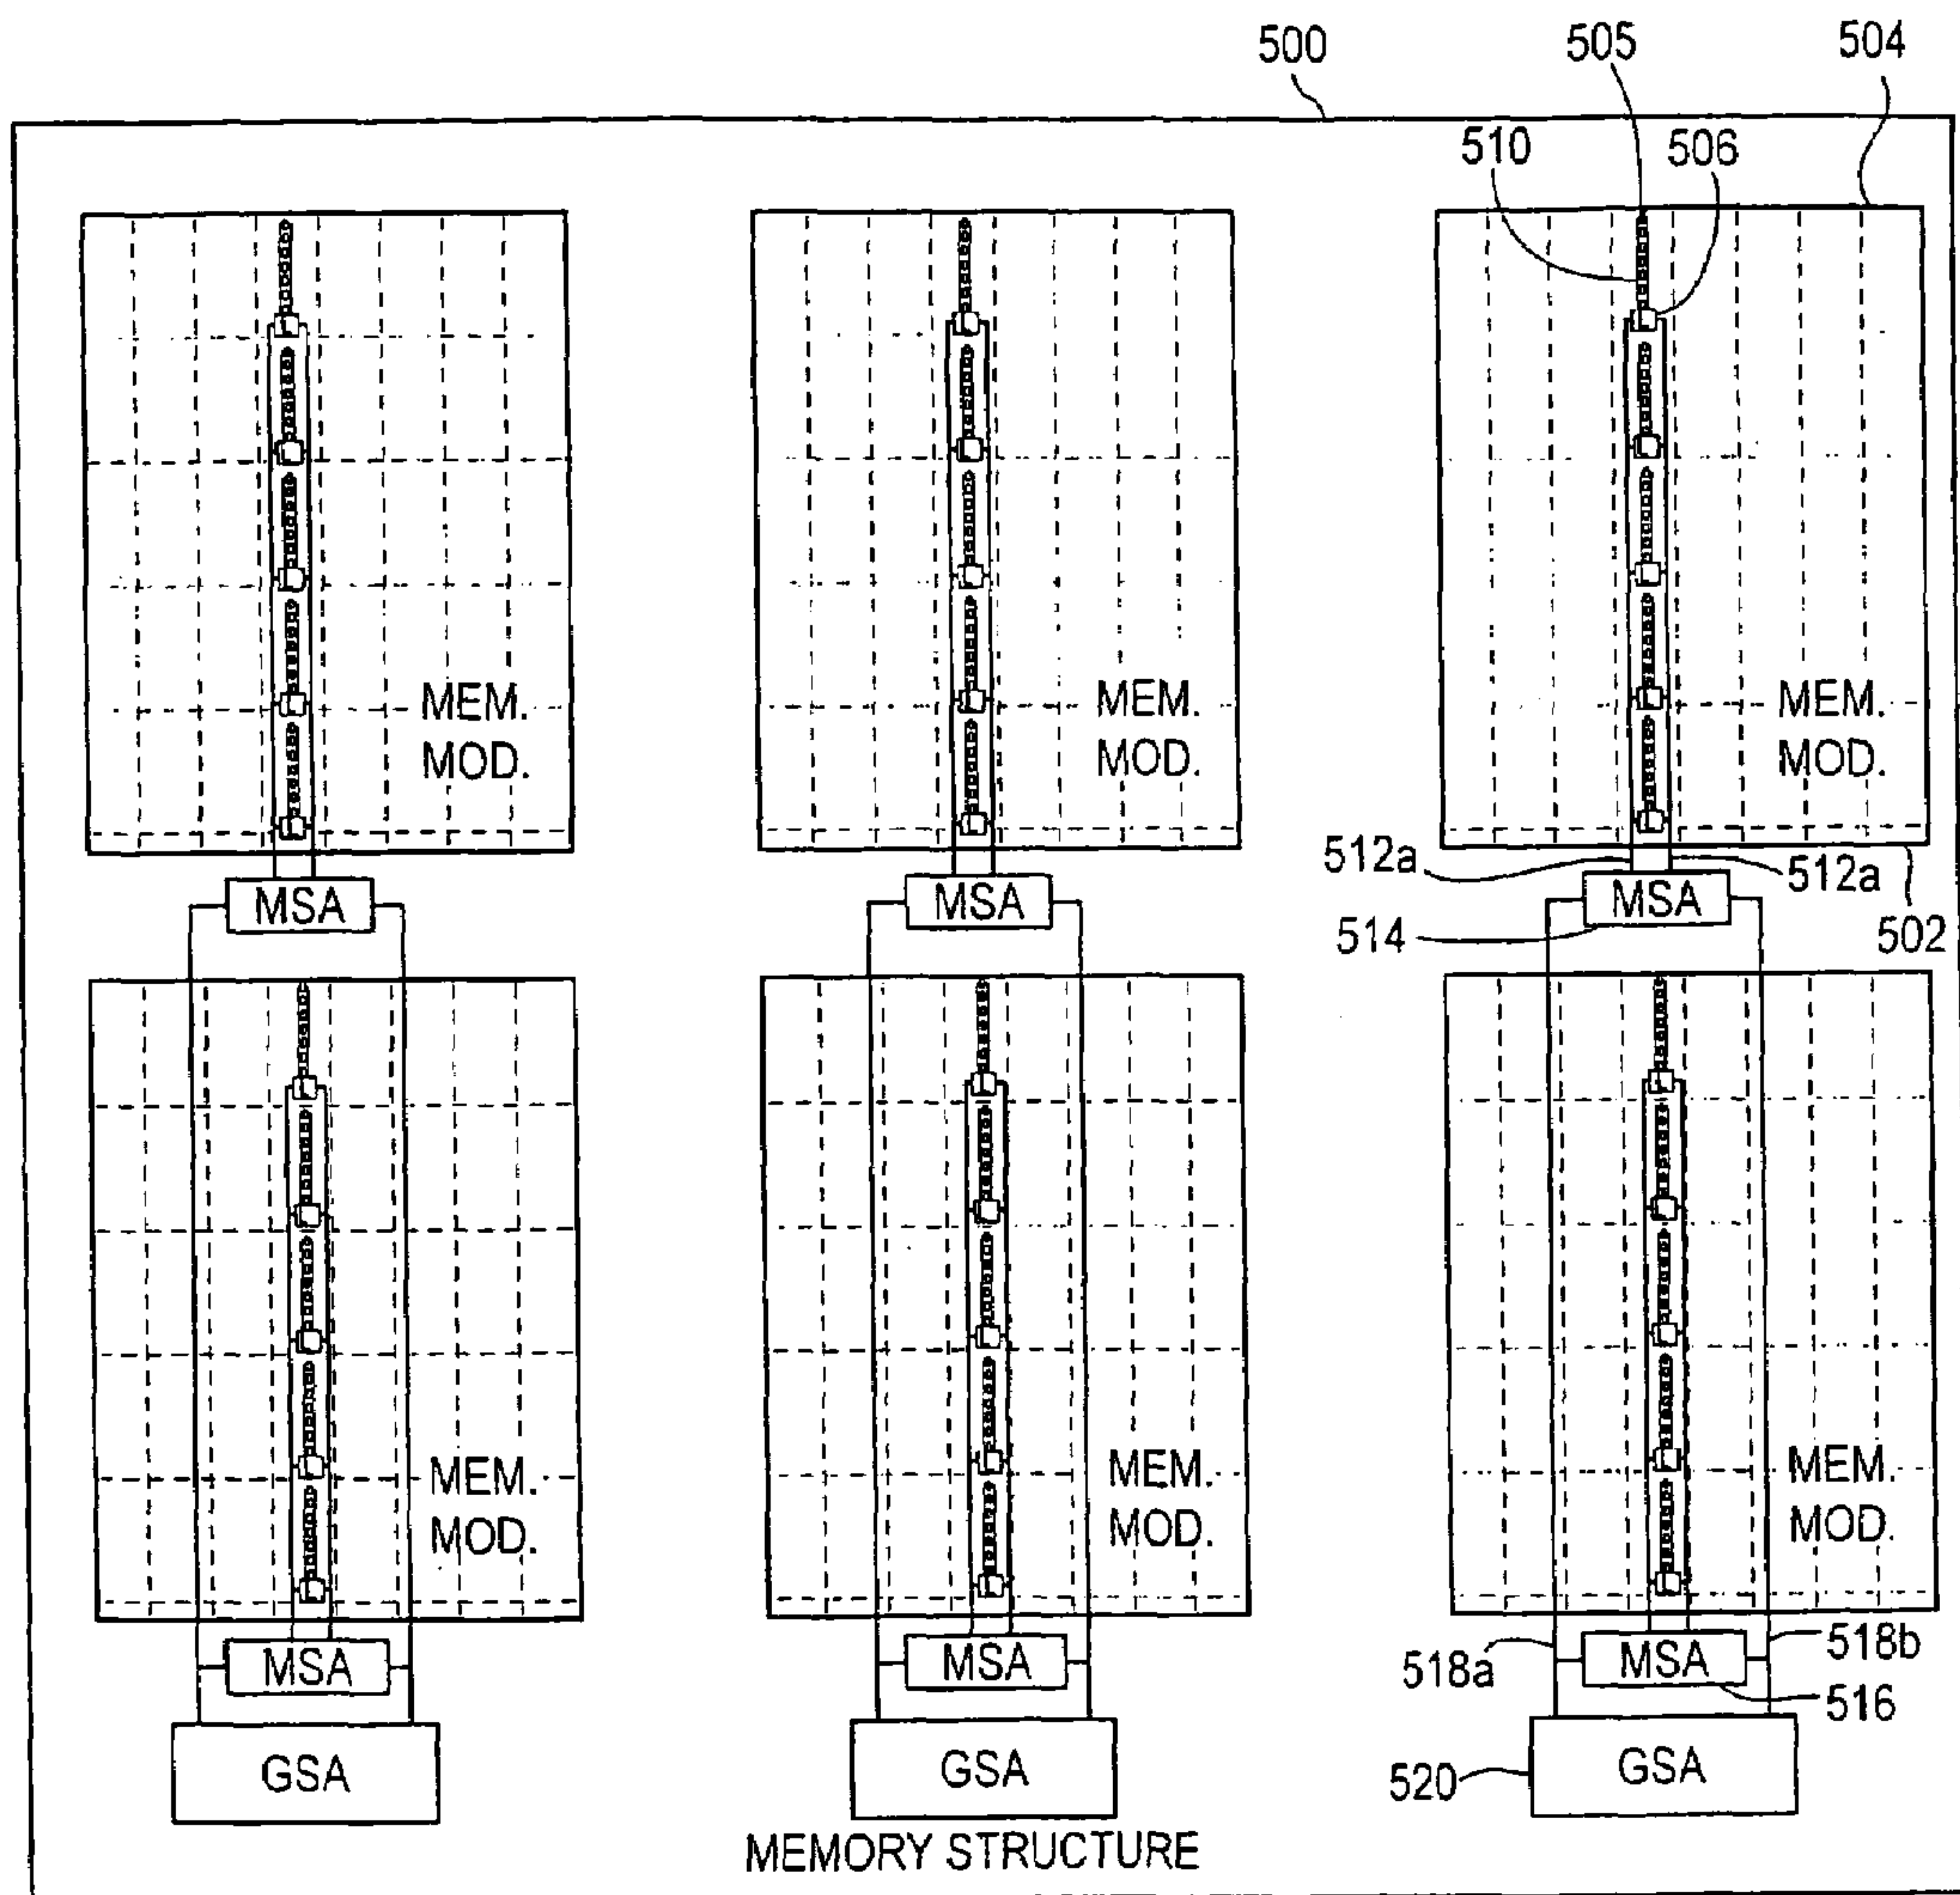 500
505
504
510
506
MEM.
MOD.
MEM.
MOD.
MEM.
MOD.
512a
512a
MSA
MSA
MSA
514
502
MEM.
MOD.
MEM.
MOD.
MEM.
MOD.
518a
518b
MSA
MSA
MSA
516
GSA
GSA
GSA
520
MEMORY STRUCTURE